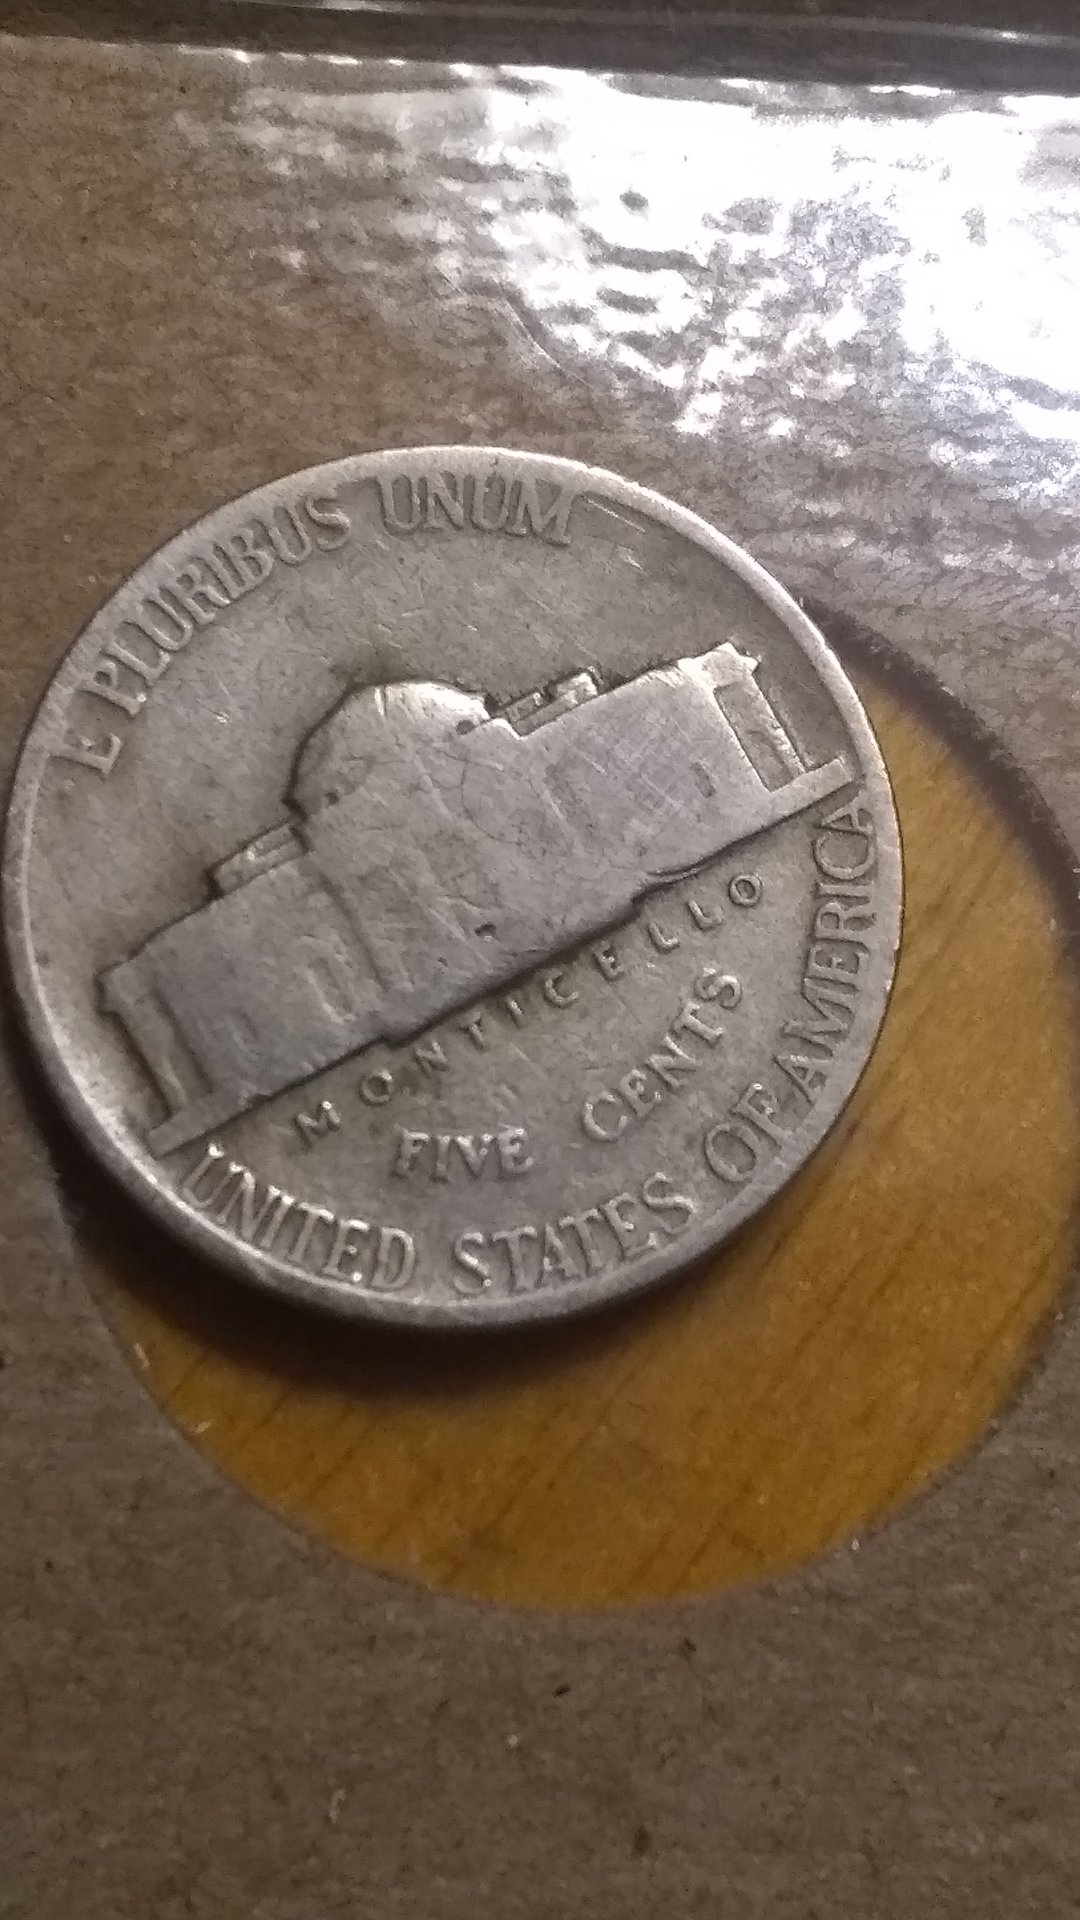 E PLURIBUS UNUM
MONTICELLO
FIVE CENTS
UNITED STATES OF AMERICA